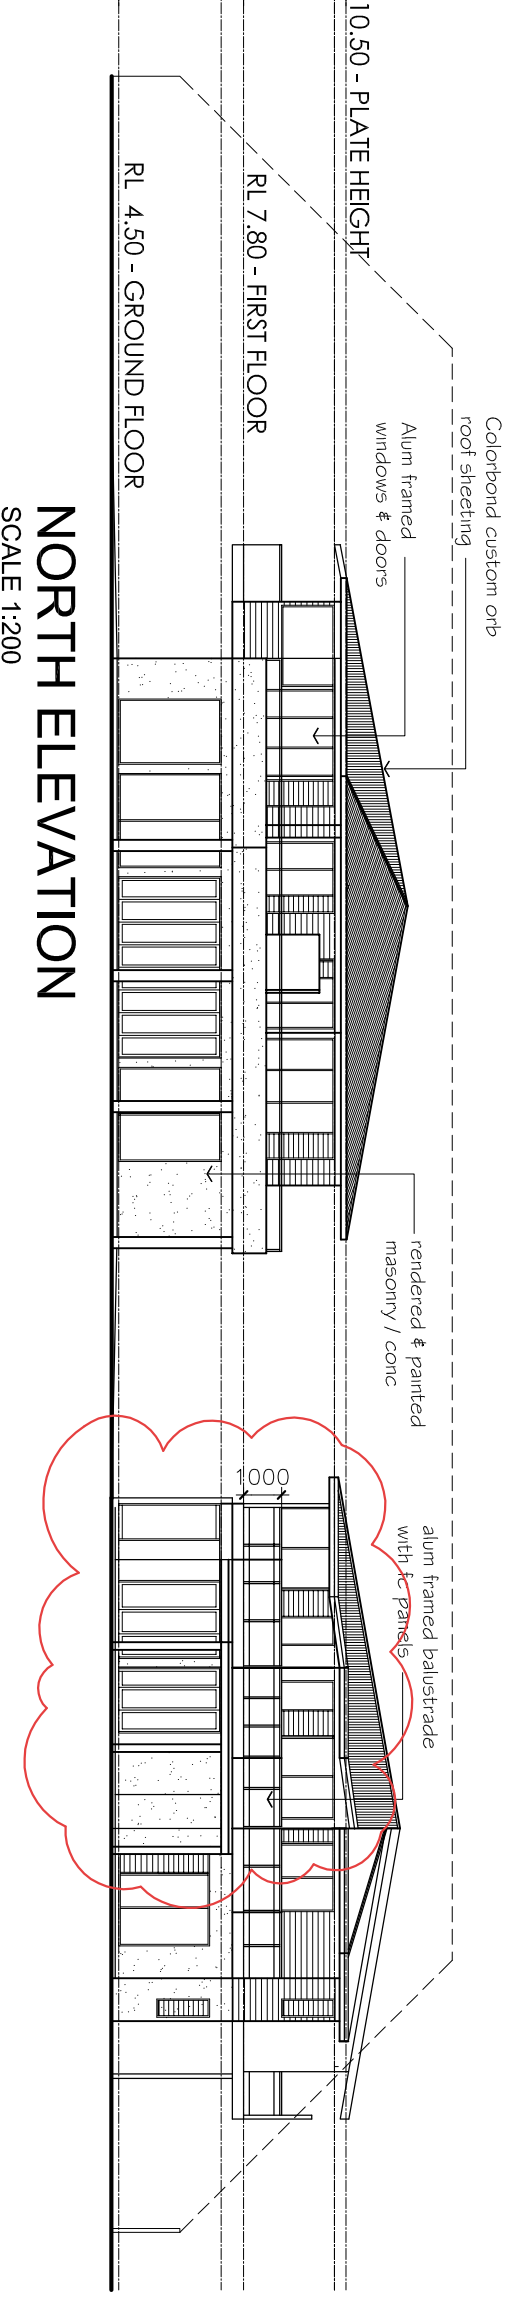 10.50 - PLATE HEIGHT
RL 7.80 - FIRST FLOOR
RL 4.50 - GROUND FLOOR
Colorbond custom orb
roof sheeting
Alum framed
windows & doors
rendered & painted
masonry / conc
alum framed balustrade
with fc panels
1000
NORTH ELEVATION
SCALE 1:200